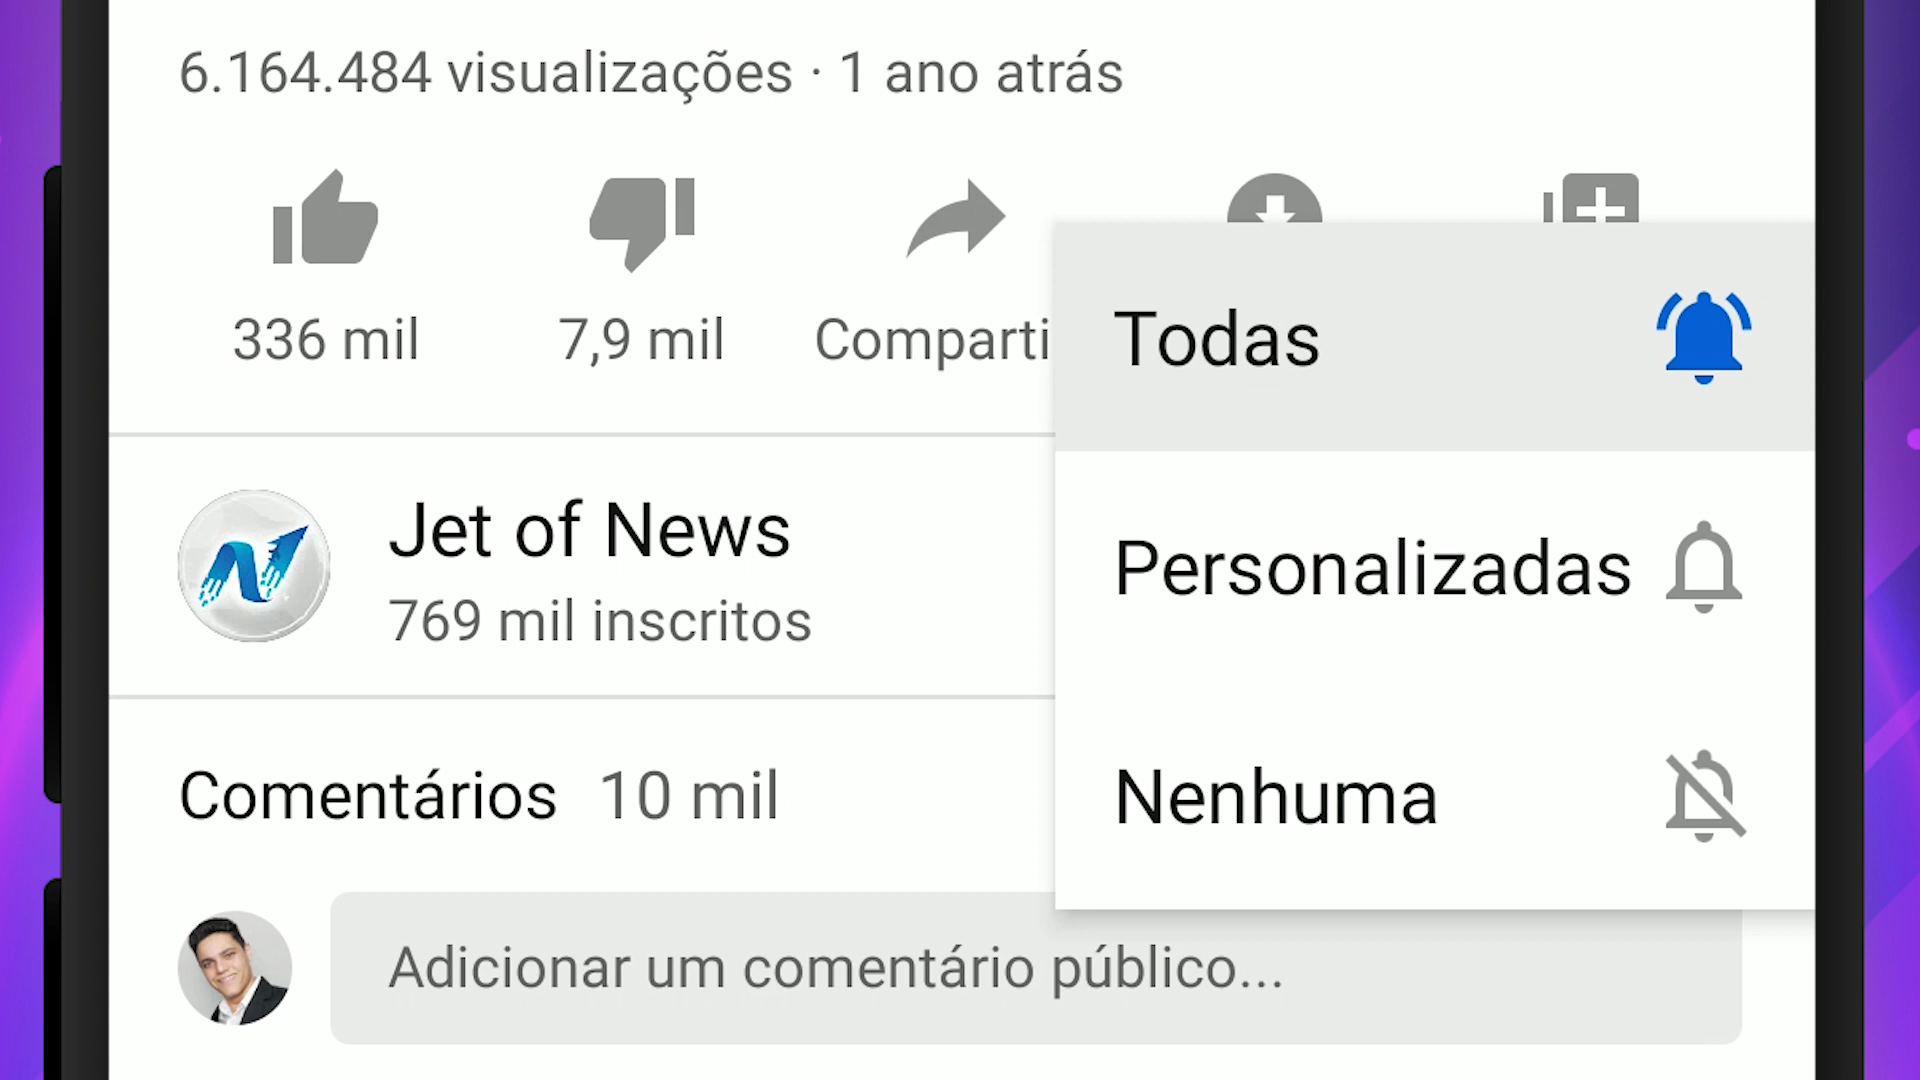 6.164.484 visualizações · 1 ano atrás
336 mil
7,9 mil
Comparti
Todas
Personalizadas
Nenhuma
Jet of News
769 mil inscritos
Comentários 10 mil
Adicionar um comentário público...